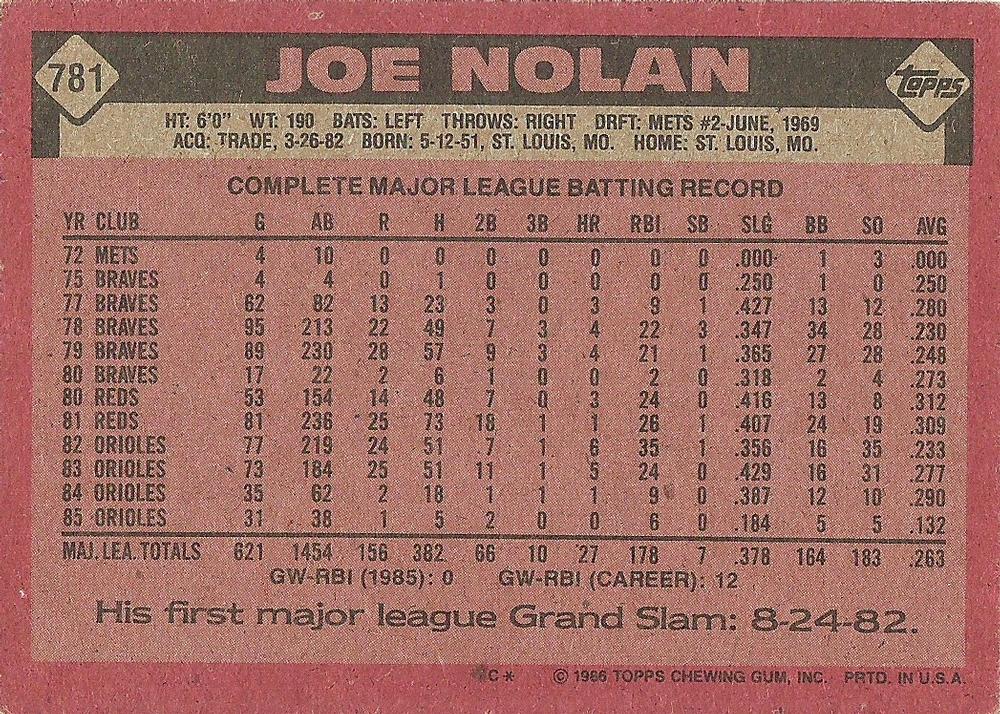 781 JOE NOLAN topps
HT: 6'0" WT: 190 BATS: LEFT THROWS: RIGHT DRFT: METS #2-JUNE, 1969
ACQ: TRADE, 3-26-82 BORN: 5-12-51, ST. LOUIS, MO. HOME: ST. LOUIS, MO.
COMPLETE MAJOR LEAGUE BATTING RECORD
YR CLUB G AB R H 2B 3B HR RBI SB SLG BB SO AVG
72 METS 4 10 0 0 0 0 0 0 0 .000 1 3 .000
75 BRAVES 4 4 0 1 0 0 0 0 0 .250 1 0 .250
77 BRAVES 62 82 13 23 3 0 3 9 1 .427 13 12 .280
78 BRAVES 95 213 22 49 7 3 4 22 3 .347 34 28 .230
79 BRAVES 89 230 28 57 9 3 4 21 1 .365 27 28 .248
80 BRAVES 17 22 2 6 1 0 0 2 0 .318 2 4 .273
80 REDS 53 154 14 48 7 0 3 24 0 .416 13 8 .312
81 REDS 81 236 25 73 18 1 1 26 1 .407 24 19 .309
82 ORIOLES 77 219 24 51 7 1 6 35 1 .356 16 35 .233
83 ORIOLES 73 184 25 51 11 1 5 24 0 .429 16 31 .277
84 ORIOLES 35 62 2 18 1 1 1 9 0 .387 12 10 .290
85 ORIOLES 31 38 1 5 2 0 0 6 0 .184 5 5 .132
MAJ. LEA. TOTALS 621 1454 156 382 66 10 27 178 7 .378 164 183 .263
GW-RBI (1985): 0 GW-RBI (CAREER): 12
His first major league Grand Slam: 8-24-82.
*C* © 1986 TOPPS CHEWING GUM, INC. PRTD. IN U.S.A.